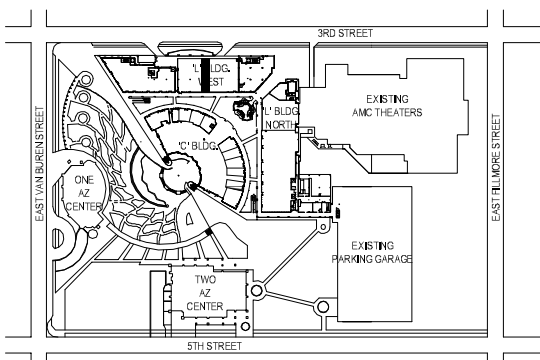 3RD STREET
'L' BLDG.
WEST
EXISTING
AMC THEATERS
'L' BLDG
NORTH
'C' BLDG.
EAST VAN BUREN STREET
EAST FILLMORE STREET
ONE
AZ
CENTER
EXISTING
PARKING GARAGE
TWO
AZ
CENTER
5TH STREET